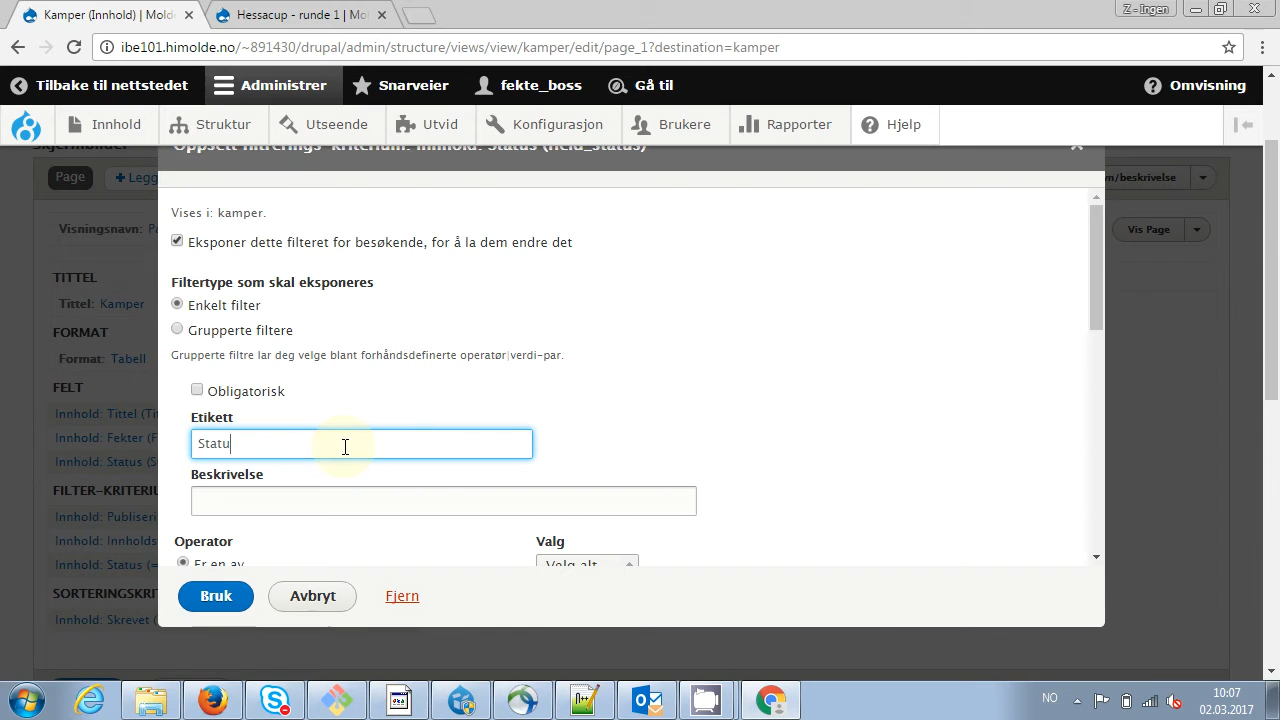 Kamper (Innhold) | Mold
Hessacup - runde 1 | Mo
Z - Ingen
ibe101.himolde.no/~891430/drupal/admin/structure/views/view/kamper/edit/page_1?destination=kamper
Tilbake til nettstedet
Administrer
Snarveier
fekte_boss
Gå til
Omvisning
Innhold
Struktur
Utseende
Utvid
Konfigurasjon
Brukere
Rapporter
Hjelp
Oppsett filtrerings-kriterium: Innhold: Status (field_status)
Page
Legg
n/beskrivelse
Visningsnavn: Pa
Vis Page
TITTEL
Tittel: Kamper
FORMAT
Format: Tabell
FELT
Innhold: Tittel (Ti
Innhold: Fekter (F
Innhold: Status (S
FILTER-KRITERIU
Innhold: Publiseri
Innhold: Innholds
Innhold: Status (=
SORTERINGSKRI
Innhold: Skrevet (
Vises i: kamper.
Eksponer dette filteret for besøkende, for å la dem endre det
Filtertype som skal eksponeres
Enkelt filter
Grupperte filtere
Grupperte filtre lar deg velge blant forhåndsdefinerte operatør|verdi-par.
Obligatorisk
Etikett
Statu
Beskrivelse
Operator
Valg
Er en av
Velg alt
Bruk
Avbryt
Fjern
NO
10:07
02.03.2017